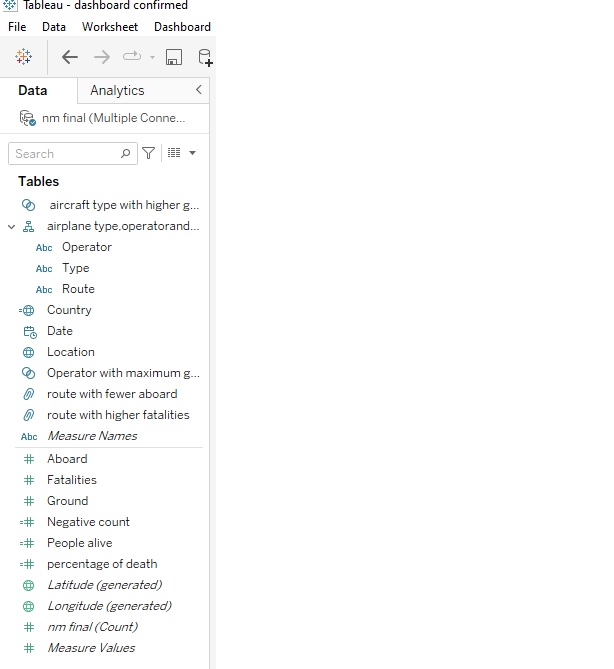 Tableau - dashboard confirmed
File Data Worksheet Dashboard
Data Analytics
nm final (Multiple Conne...
Search
Tables
aircraft type with higher g...
airplane type,operatorand...
Abc Operator
Abc Type
Abc Route
Country
Date
Location
Operator with maximum g...
route with fewer aboard
route with higher fatalities
Abc Measure Names
# Aboard
# Fatalities
# Ground
=# Negative count
=# People alive
=# percentage of death
Latitude (generated)
Longitude (generated)
# nm final (Count)
# Measure Values